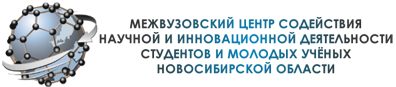 МЕЖВУЗОВСКИЙ ЦЕНТР СОДЕЙСТВИЯ
НАУЧНОЙ И ИННОВАЦИОННОЙ ДЕЯТЕЛЬНОСТИ
СТУДЕНТОВ И МОЛОДЫХ УЧЁНЫХ
НОВОСИБИРСКОЙ ОБЛАСТИ